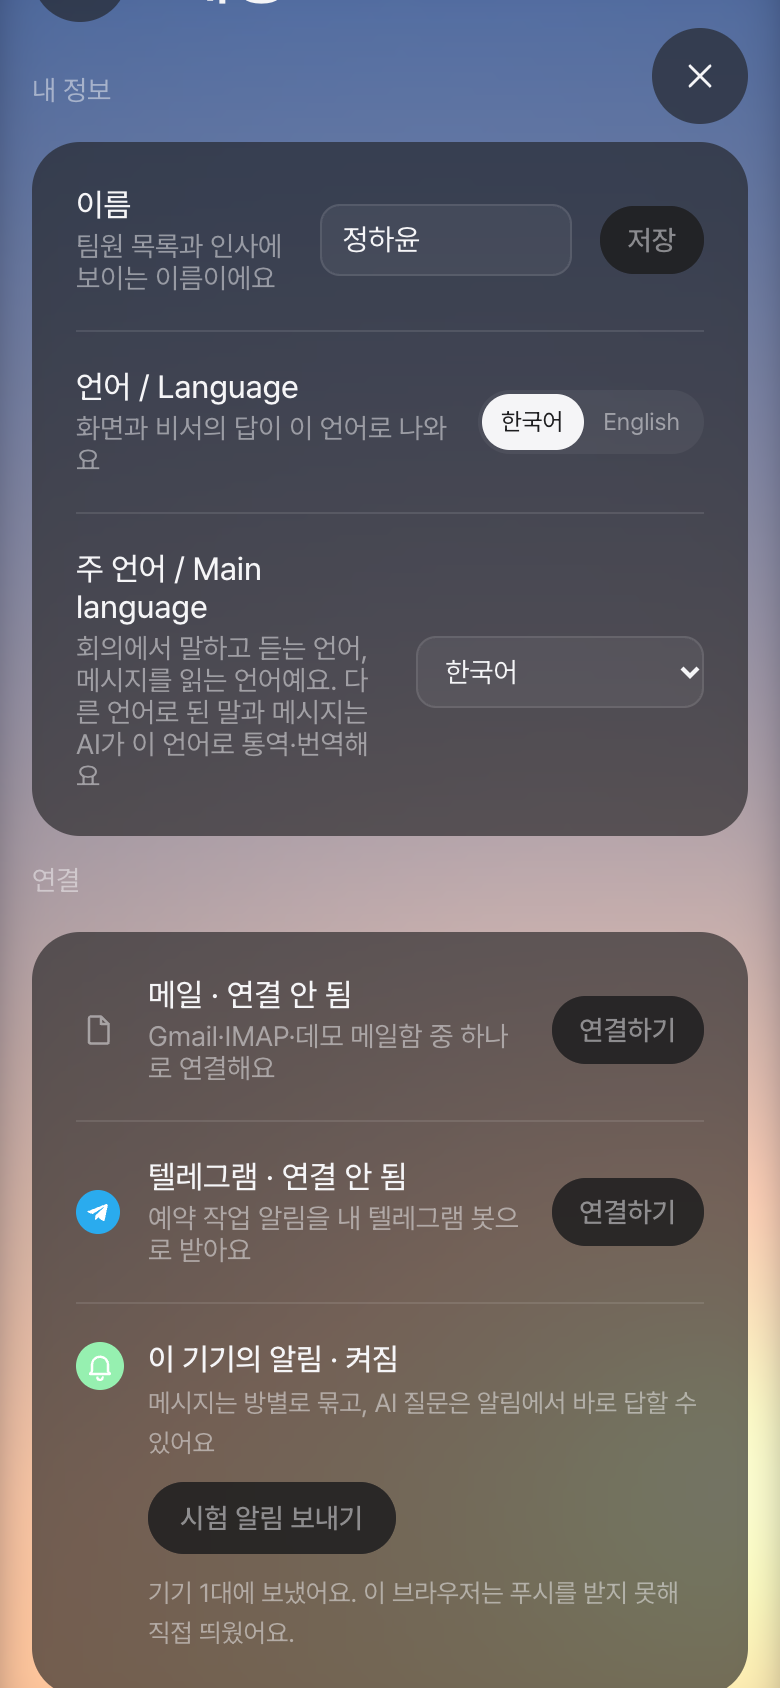 내 정보
이름
팀원 목록과 인사에
보이는 이름이에요
정하윤
저장
언어 / Language
화면과 비서의 답이 이 언어로 나와
요
한국어
English
주 언어 / Main
language
회의에서 말하고 듣는 언어,
메시지를 읽는 언어예요. 다
른 언어로 된 말과 메시지는
AI가 이 언어로 통역·번역해
요
한국어
연결
메일 · 연결 안 됨
Gmail·IMAP·데모 메일함 중 하나
로 연결해요
연결하기
텔레그램 · 연결 안 됨
예약 작업 알림을 내 텔레그램 봇으
로 받아요
연결하기
이 기기의 알림 · 켜짐
메시지는 방별로 묶고, AI 질문은 알림에서 바로 답할 수
있어요
시험 알림 보내기
기기 1대에 보냈어요. 이 브라우저는 푸시를 받지 못해
직접 띄웠어요.